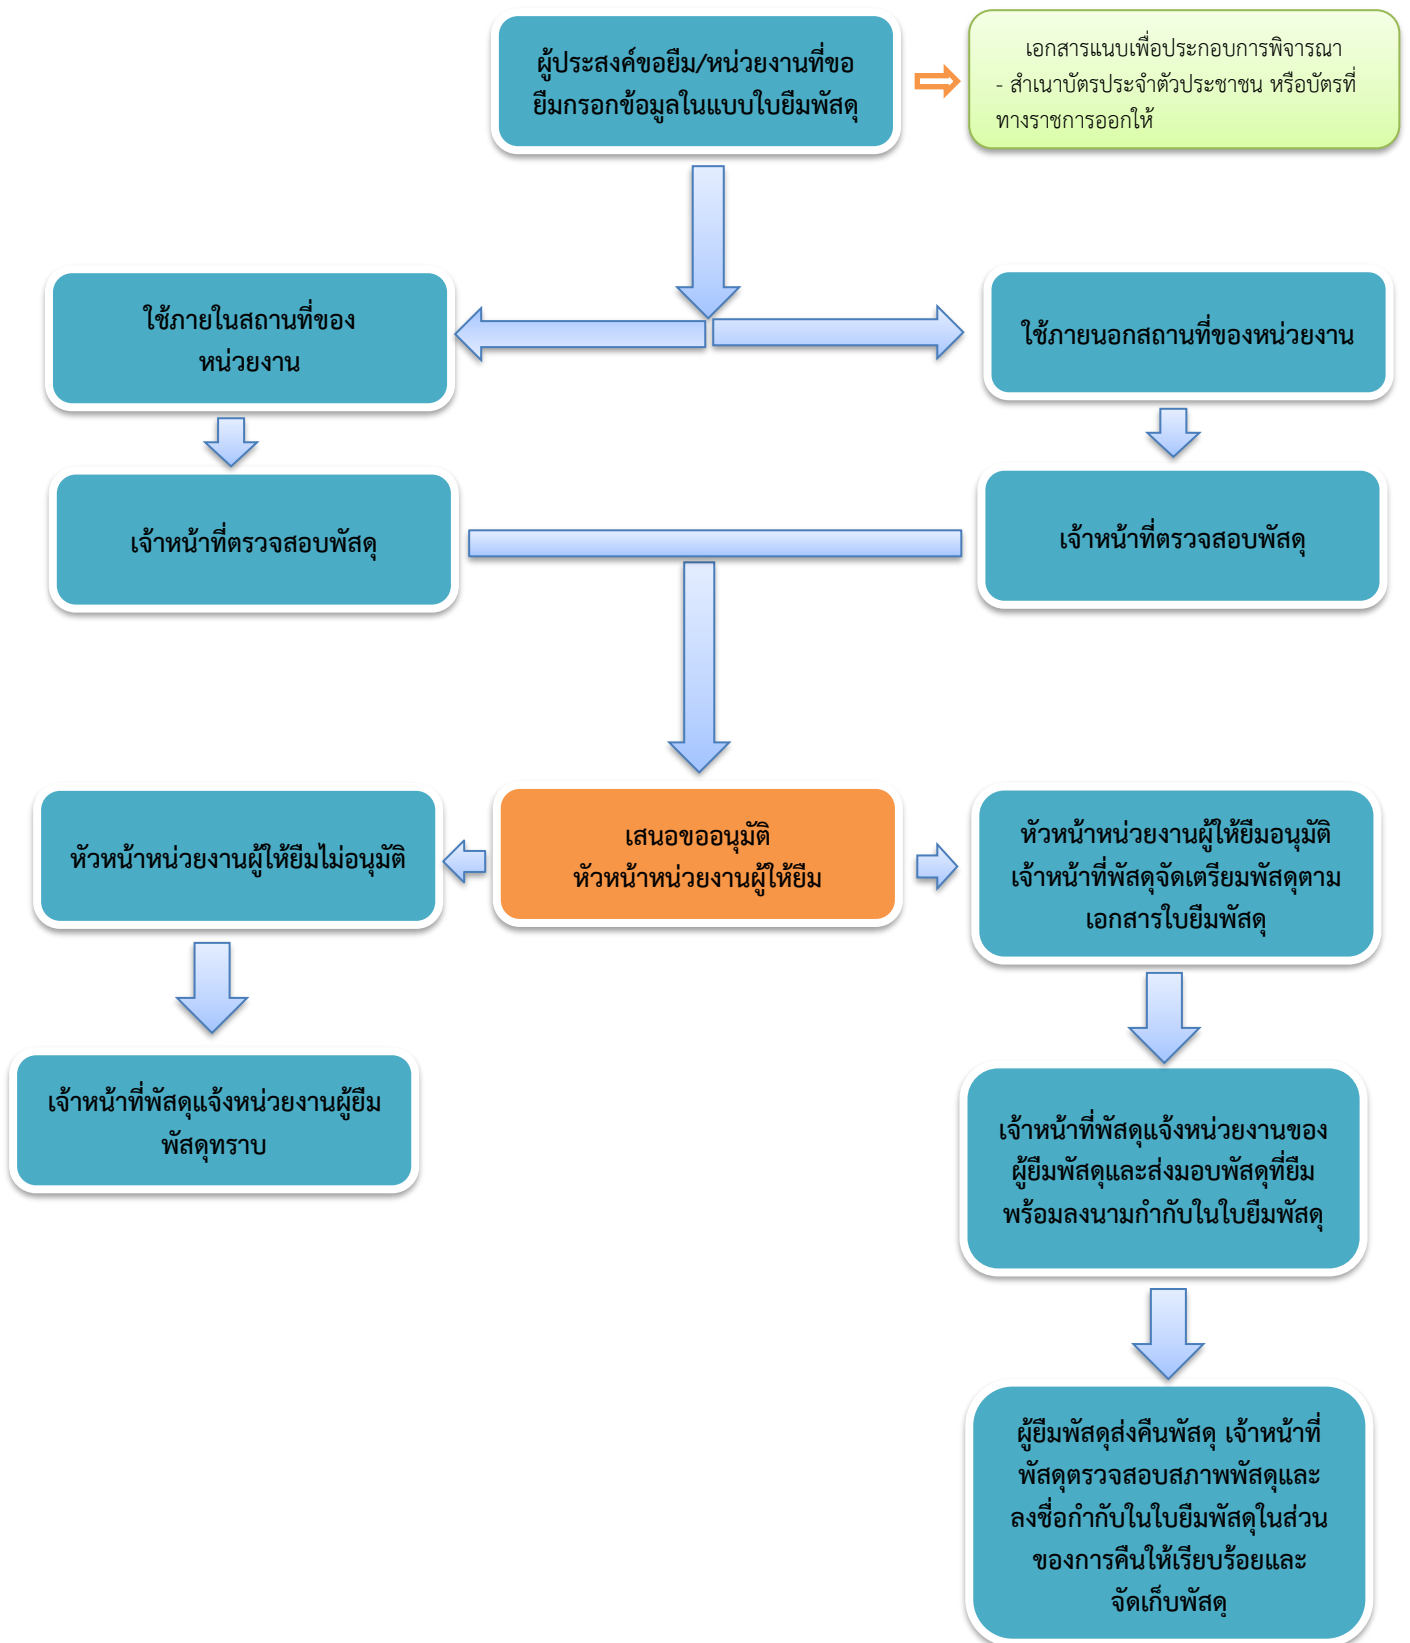 ผู้ประสงค์ขอยืม/หน่วยงานที่ขอ
ยืมกรอกข้อมูลในแบบใบยืมพัสดุ
เอกสารแนบเพื่อประกอบการพิจารณา
- สำเนาบัตรประจำตัวประชาชน หรือบัตรที่
ทางราชการออกให้
ใช้ภายในสถานที่ของ
หน่วยงาน
ใช้ภายนอกสถานที่ของหน่วยงาน
เจ้าหน้าที่ตรวจสอบพัสดุ
เจ้าหน้าที่ตรวจสอบพัสดุ
หัวหน้าหน่วยงานผู้ให้ยืมไม่อนุมัติ
เสนอขออนุมัติ
หัวหน้าหน่วยงานผู้ให้ยืม
หัวหน้าหน่วยงานผู้ให้ยืมอนุมัติ
เจ้าหน้าที่พัสดุจัดเตรียมพัสดุตาม
เอกสารใบยืมพัสดุ
เจ้าหน้าที่พัสดุแจ้งหน่วยงานผู้ยืม
พัสดุทราบ
เจ้าหน้าที่พัสดุแจ้งหน่วยงานของ
ผู้ยืมพัสดุและส่งมอบพัสดุที่ยืม
พร้อมลงนามกำกับในใบยืมพัสดุ
ผู้ยืมพัสดุส่งคืนพัสดุ เจ้าหน้าที่
พัสดุตรวจสอบสภาพพัสดุและ
ลงชื่อกำกับในใบยืมพัสดุในส่วน
ของการคืนให้เรียบร้อยและ
จัดเก็บพัสดุ